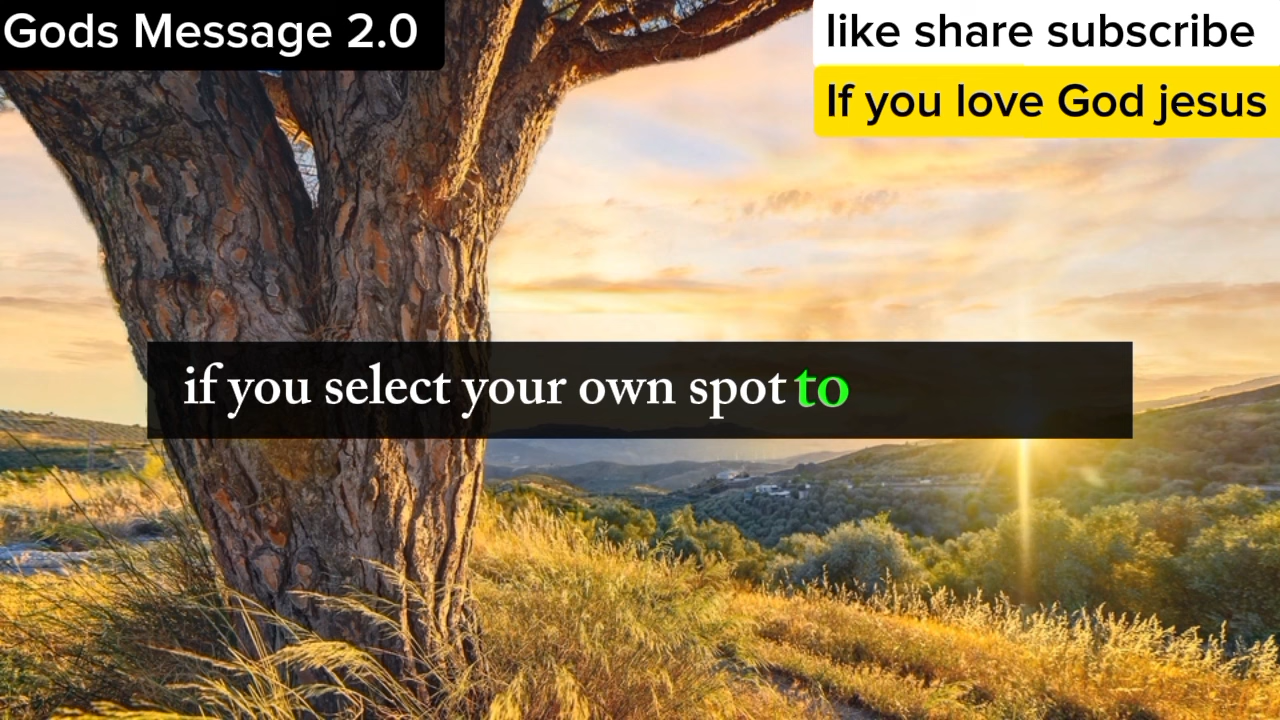 Gods Message 2.0
like share subscribe
If you love God jesus
if you select your own spot to